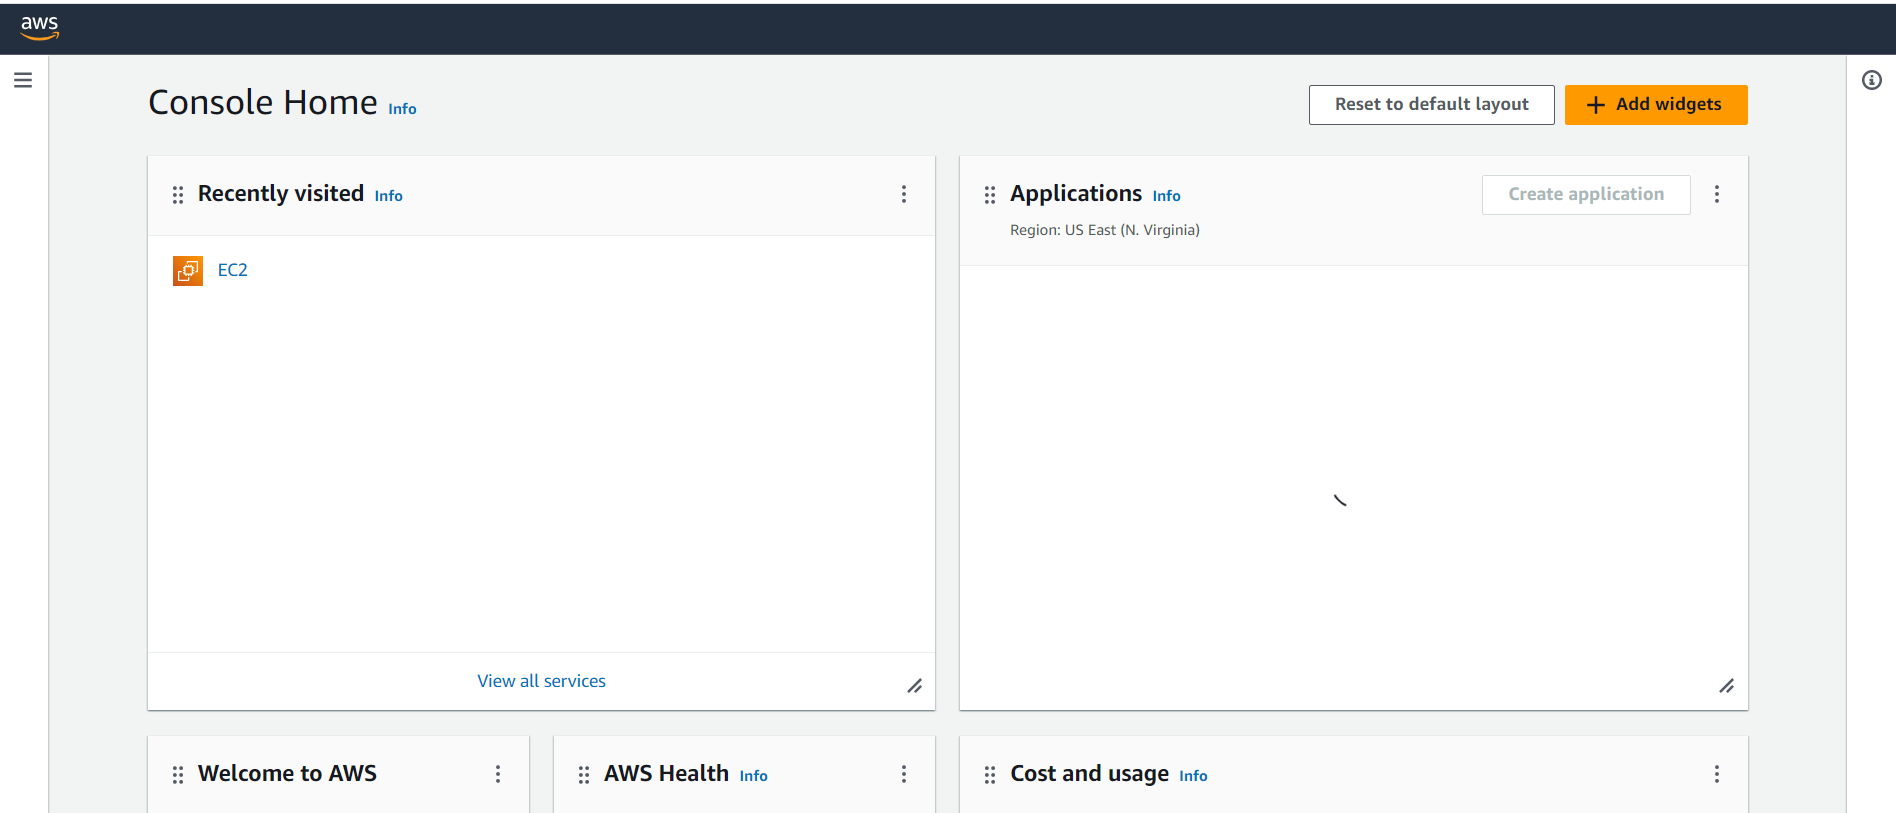 aws
Console Home Info
Reset to default layout
Add widgets
Recently visited Info
EC2
View all services
Applications Info
Create application
Region: US East (N. Virginia)
Welcome to AWS
AWS Health Info
Cost and usage Info